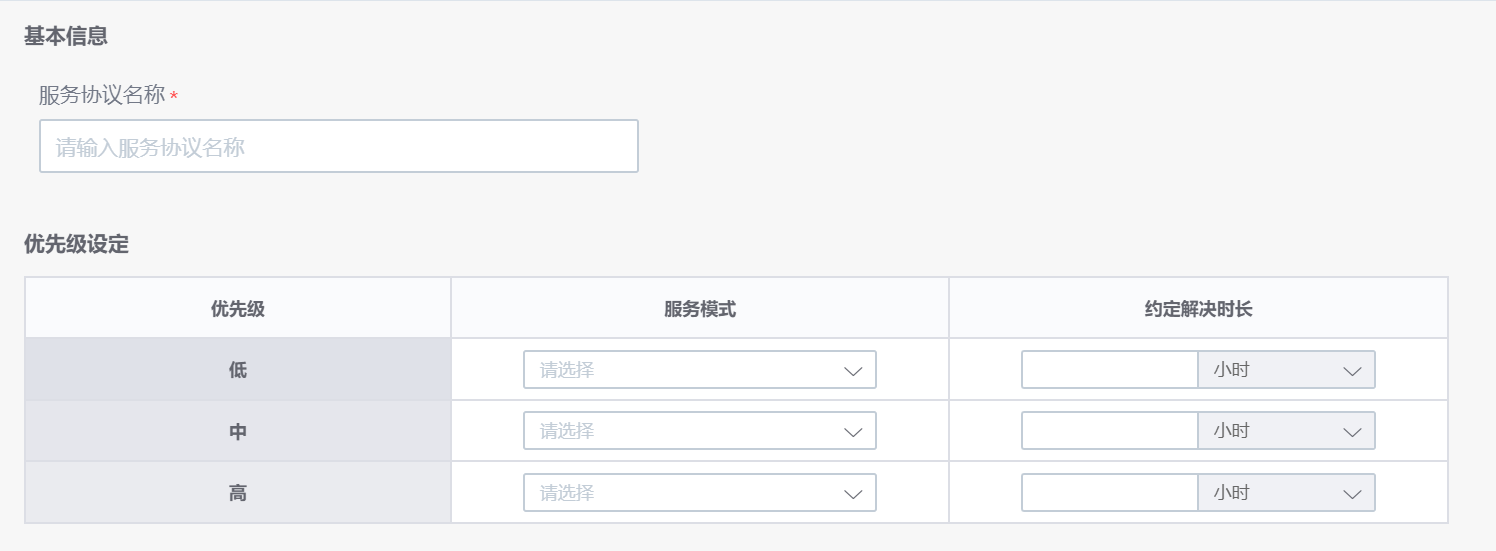 基本信息
服务协议名称 *
请输入服务协议名称
优先级设定
优先级 服务模式 约定解决时长
低 请选择 小时
中 请选择 小时
高 请选择 小时